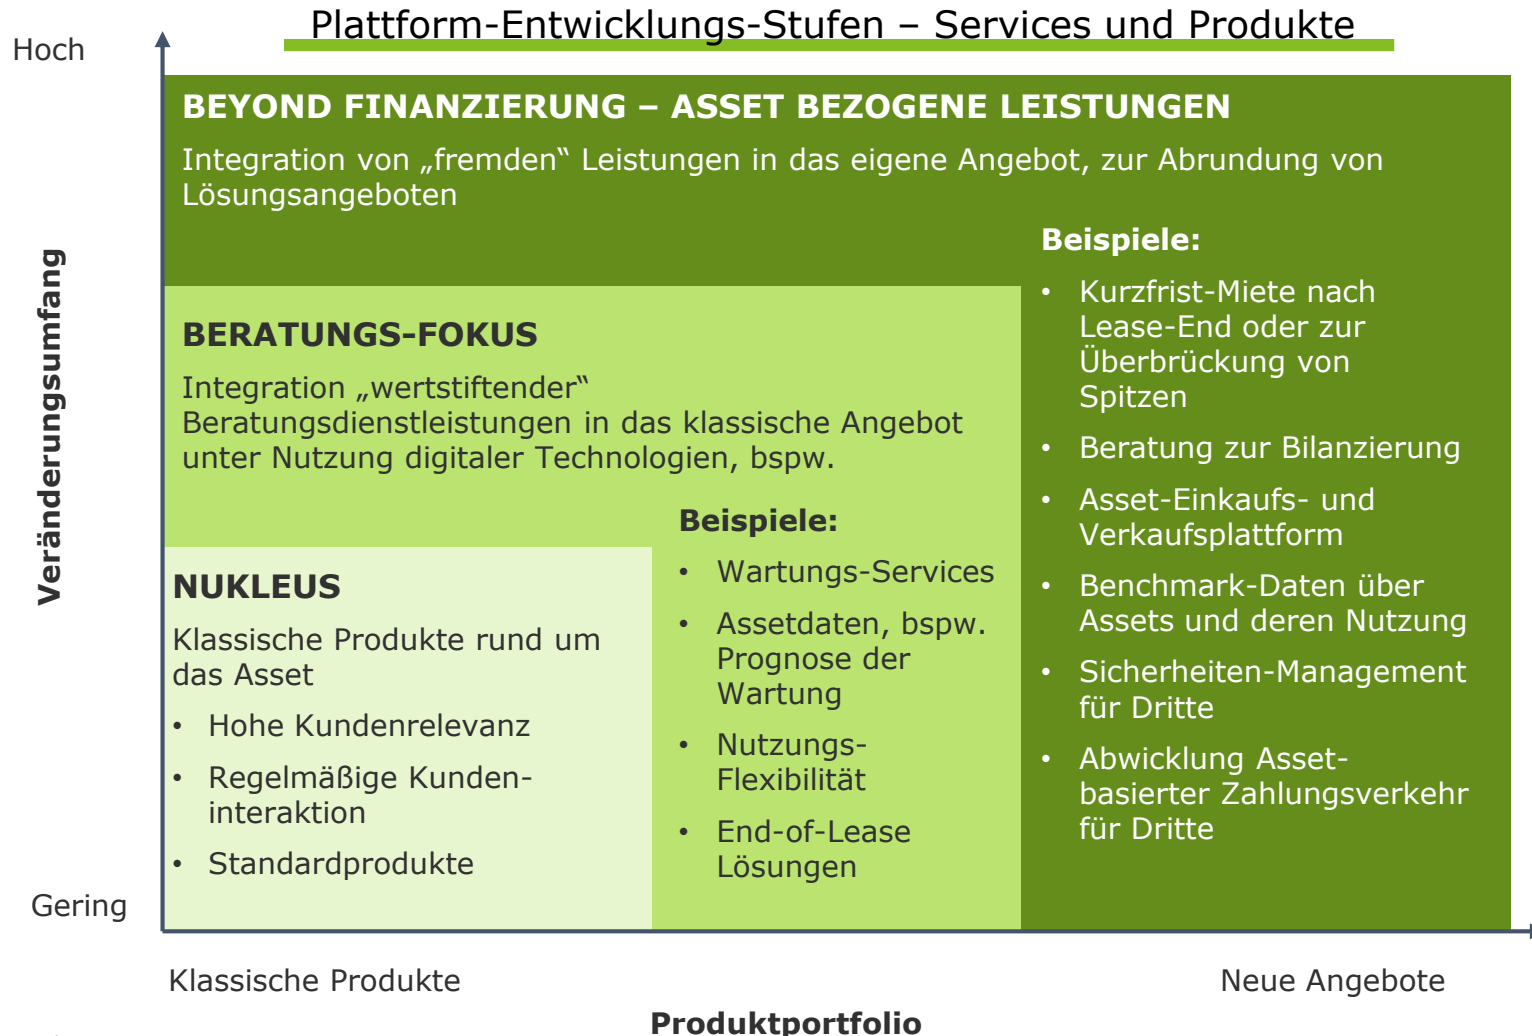 Plattform-Entwicklungs-Stufen – Services und Produkte
Hoch
BEYOND FINANZIERUNG – ASSET BEZOGENE LEISTUNGEN
Integration von „fremden“ Leistungen in das eigene Angebot, zur Abrundung von
Lösungsangeboten
Beispiele:
• Kurzfrist-Miete nach
Lease-End oder zur
Überbrückung von
Spitzen
• Beratung zur Bilanzierung
• Asset-Einkaufs- und
Verkaufsplattform
• Benchmark-Daten über
Assets und deren Nutzung
• Sicherheiten-Management
für Dritte
• Abwicklung Asset-
basierter Zahlungsverkehr
für Dritte
BERATUNGS-FOKUS
Integration „wertstiftender“
Beratungsdienstleistungen in das klassische Angebot
unter Nutzung digitaler Technologien, bspw.
Beispiele:
• Wartungs-Services
• Assetdaten, bspw.
Prognose der
Wartung
• Nutzungs-
Flexibilität
• End-of-Lease
Lösungen
NUKLEUS
Klassische Produkte rund um
das Asset
• Hohe Kundenrelevanz
• Regelmäßige Kunden-
interaktion
• Standardprodukte
Veränderungsumfang
Gering
Klassische Produkte
Neue Angebote
Produktportfolio